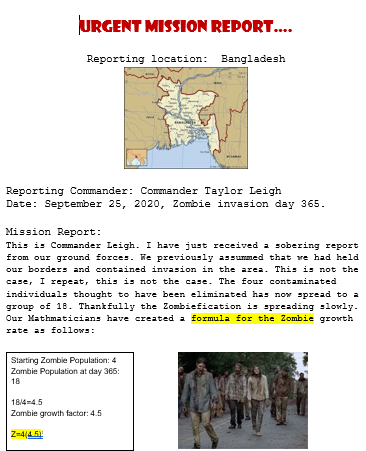 URGENT MISSION REPORT....
Reporting location: Bangladesh
BANGLADESH
Reporting Commander: Commander Taylor Leigh
Date: September 25, 2020, Zombie invasion day 365.
Mission Report:
This is Commander Leigh. I have just received a sobering report
from our ground forces. We previously assumed that we had held
our borders and contained invasion in the area. This is not the
case, I repeat, this is not the case. The four contaminated
individuals thought to have been eliminated has now spread to a
group of 18. Thankfully the Zombiefication is spreading slowly.
Our Mathmaticians have created a formula for the Zombie growth
rate as follows:
Starting Zombie Population: 4
Zombie Population at day 365:
18
18/4=4.5
Zombie growth factor: 4.5
Z=4(4.5)ᵗ